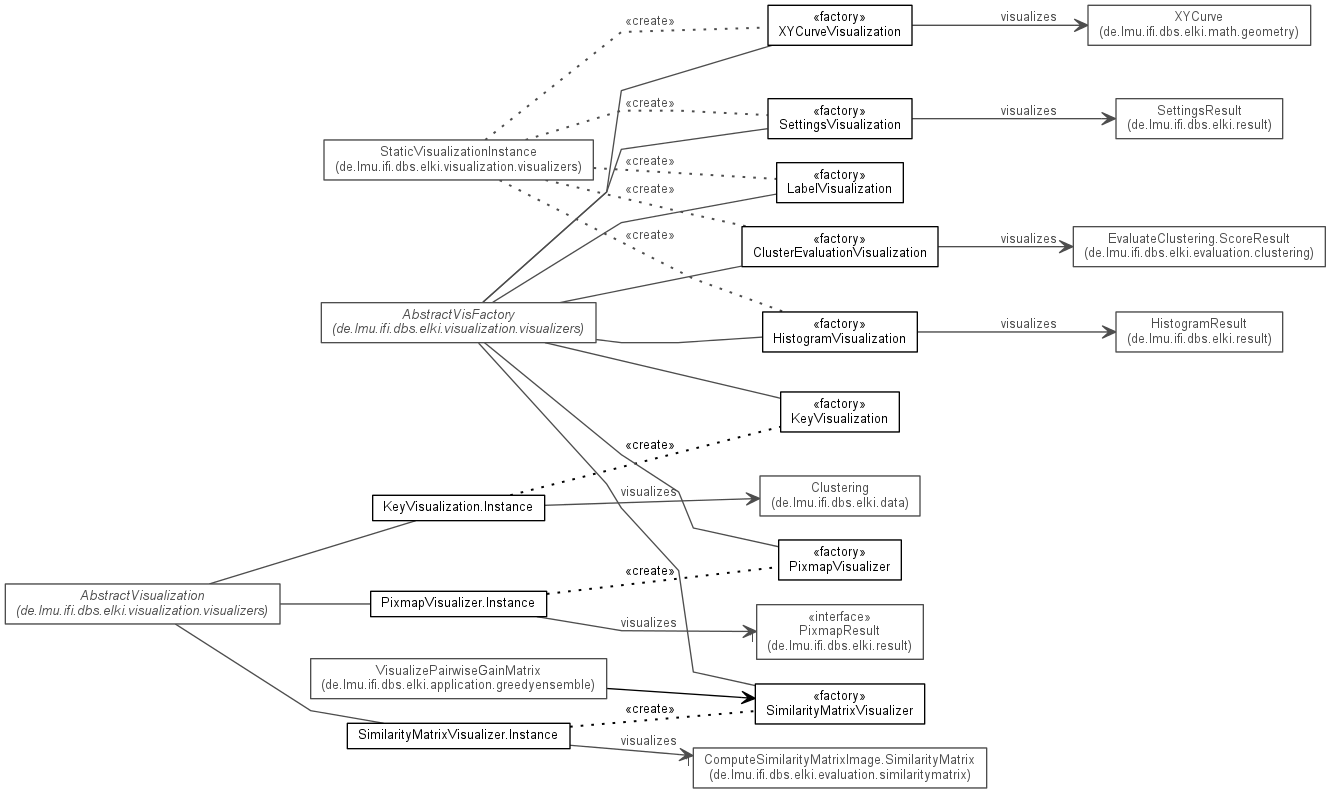 «create»
«factory»
XYCurveVisualization
visualizes
XYCurve
(de.lmu.ifi.dbs.elki.math.geometry)
«create»
«factory»
SettingsVisualization
visualizes
SettingsResult
(de.lmu.ifi.dbs.elki.result)
StaticVisualizationInstance
(de.lmu.ifi.dbs.elki.visualization.visualizers)
«create»
«factory»
LabelVisualization
«create»
«factory»
ClusterEvaluationVisualization
visualizes
EvaluateClustering.ScoreResult
(de.lmu.ifi.dbs.elki.evaluation.clustering)
«create»
AbstractVisFactory
(de.lmu.ifi.dbs.elki.visualization.visualizers)
«factory»
HistogramVisualization
visualizes
HistogramResult
(de.lmu.ifi.dbs.elki.result)
«factory»
KeyVisualization
«create»
KeyVisualization.Instance
visualizes
Clustering
(de.lmu.ifi.dbs.elki.data)
«factory»
PixmapVisualizer
«create»
AbstractVisualization
(de.lmu.ifi.dbs.elki.visualization.visualizers)
PixmapVisualizer.Instance
visualizes
«interface»
PixmapResult
(de.lmu.ifi.dbs.elki.result)
VisualizePairwiseGainMatrix
(de.lmu.ifi.dbs.elki.application.greedyensemble)
«factory»
SimilarityMatrixVisualizer
«create»
SimilarityMatrixVisualizer.Instance
visualizes
ComputeSimilarityMatrixImage.SimilarityMatrix
(de.lmu.ifi.dbs.elki.evaluation.similaritymatrix)